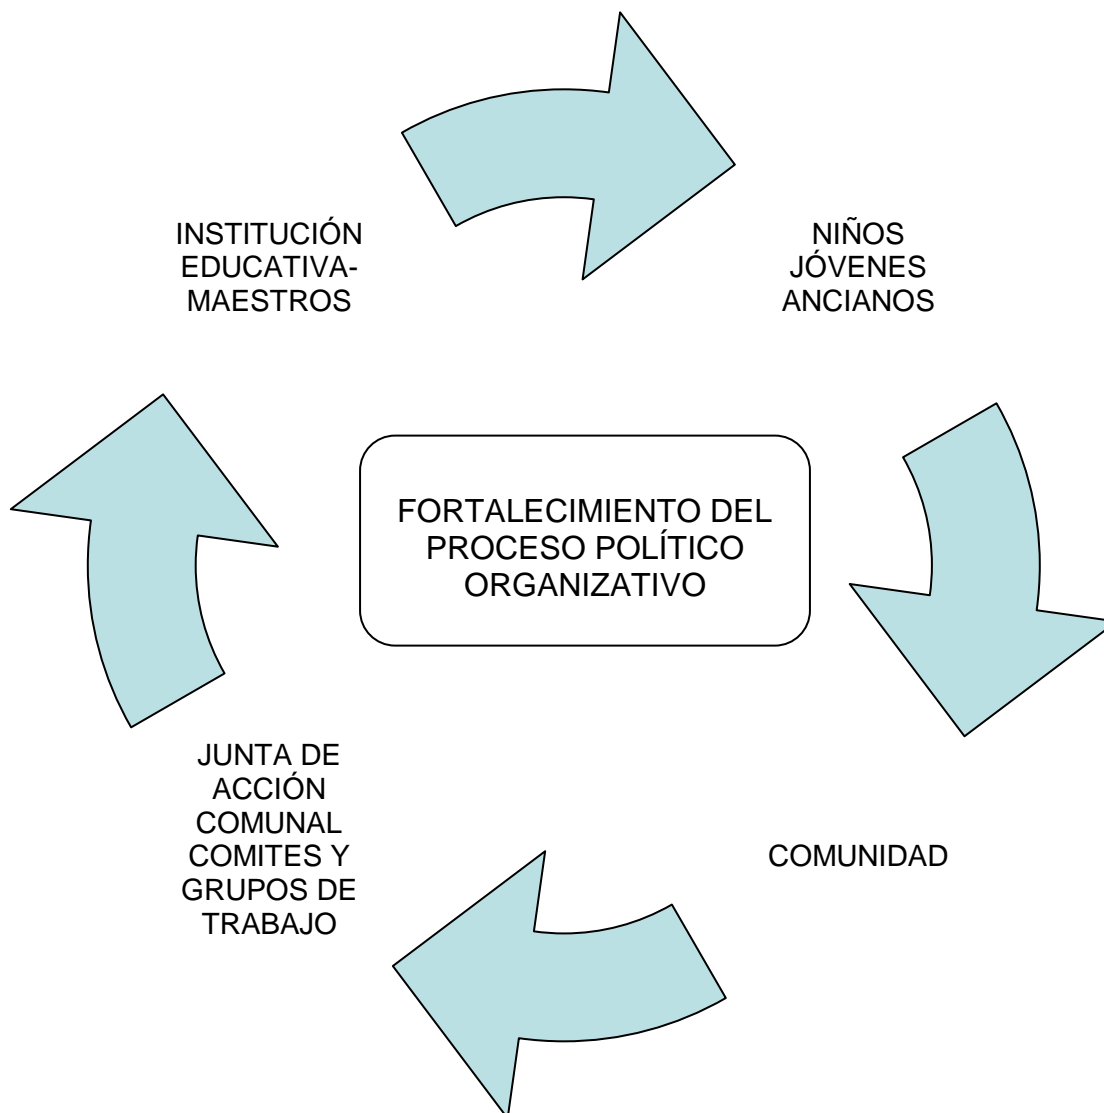 INSTITUCIÓN
EDUCATIVA-
MAESTROS
NIÑOS
JÓVENES
ANCIANOS
FORTALECIMIENTO DEL
PROCESO POLÍTICO
ORGANIZATIVO
JUNTA DE
ACCIÓN
COMUNAL
COMITES Y
GRUPOS DE
TRABAJO
COMUNIDAD